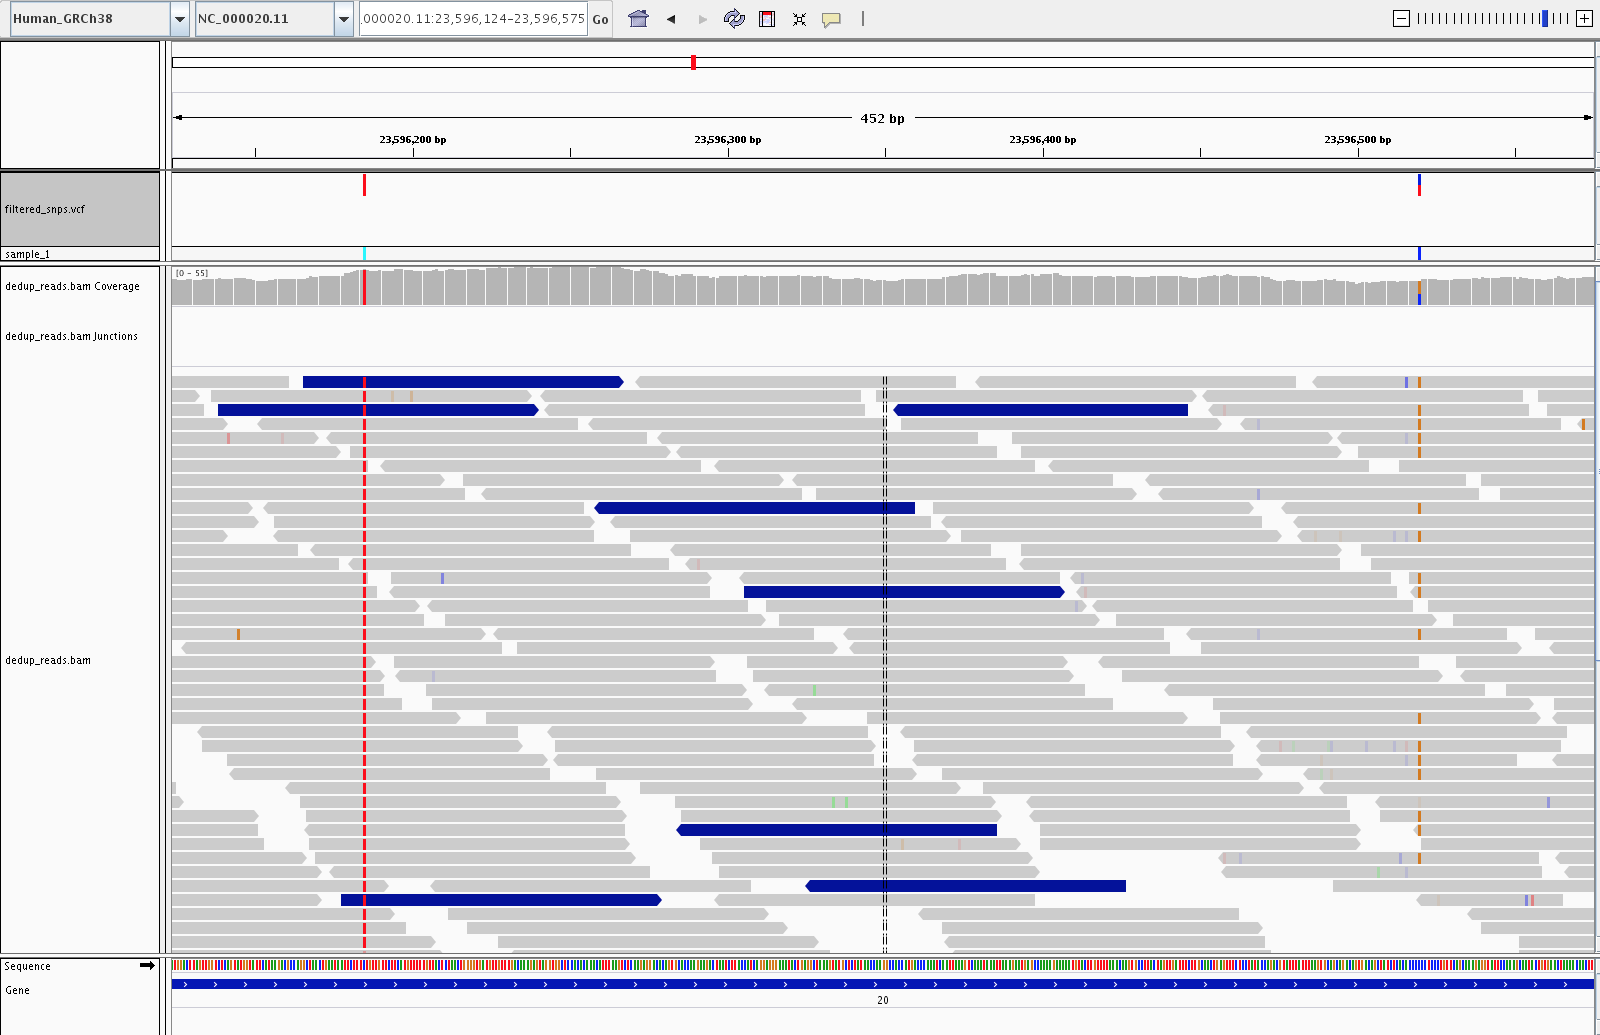 Human_GRCh38 NC_000020.11 .000020.11:23,596,124-23,596,575 Go
452 bp
23,596,200 bp 23,596,300 bp 23,596,400 bp 23,596,500 bp
filtered_snps.vcf
sample_1
[0 - 55]
dedup_reads.bam Coverage
dedup_reads.bam Junctions
dedup_reads.bam
Sequence
Gene
20